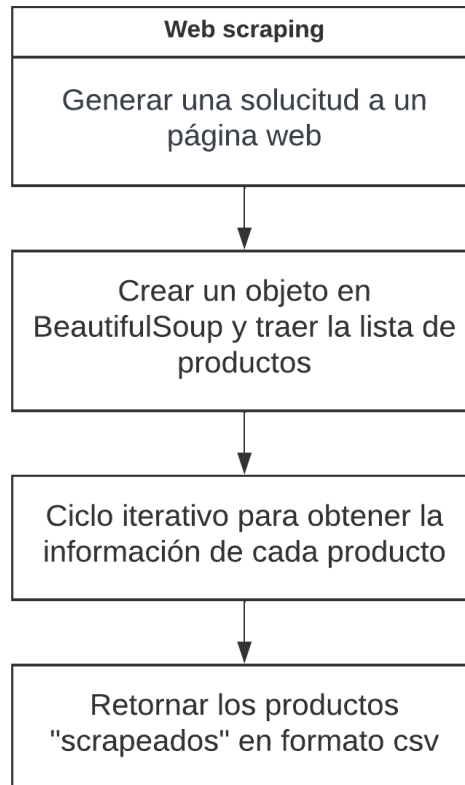 Web scraping
Generar una solucitud a un
página web
Crear un objeto en
BeautifulSoup y traer la lista de
productos
Ciclo iterativo para obtener la
información de cada producto
Retornar los productos
"scrapeados" en formato csv